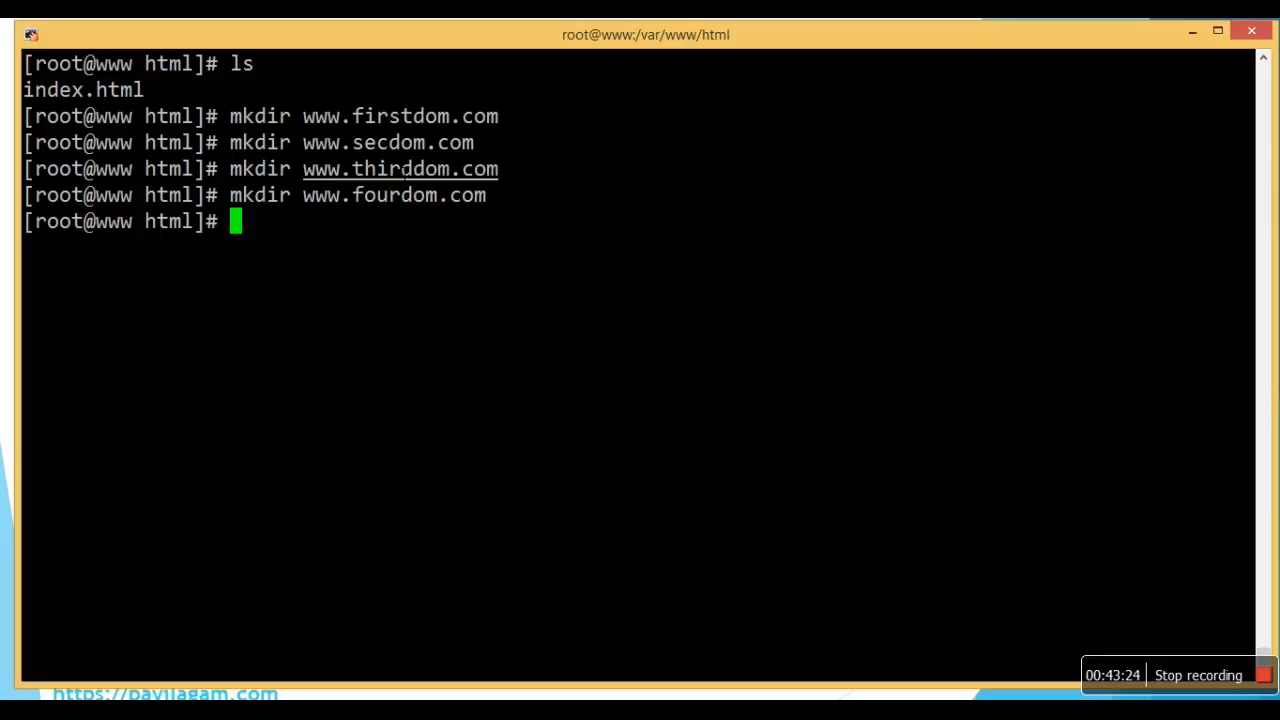 root@www:/var/www/html
[root@www html]# ls
index.html
[root@www html]# mkdir www.firstdom.com
[root@www html]# mkdir www.secdom.com
[root@www html]# mkdir www.thirddom.com
[root@www html]# mkdir www.fourdom.com
[root@www html]#
00:43:24 Stop recording
https://payilagam.com